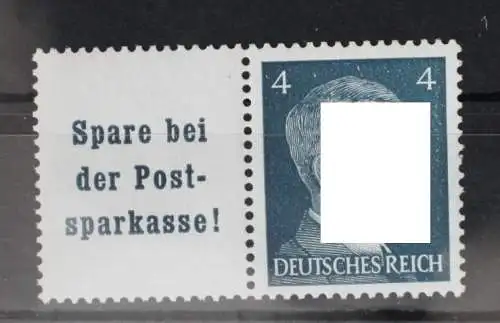 Spare bei
der Post-
sparkasse!
4 4
DEUTSCHES REICH